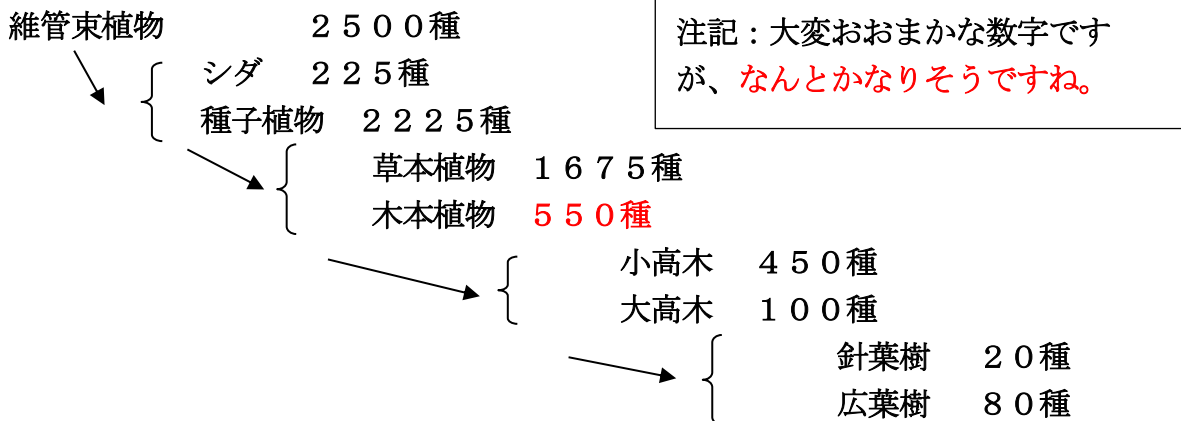 維管束植物　２５００種
シダ　２２５種
種子植物　２２２５種
草本植物　１６７５種
木本植物　５５０種
小高木　４５０種
大高木　１００種
針葉樹　２０種
広葉樹　８０種
注記：大変おおまかな数字です
が、なんとかなりそうですね。